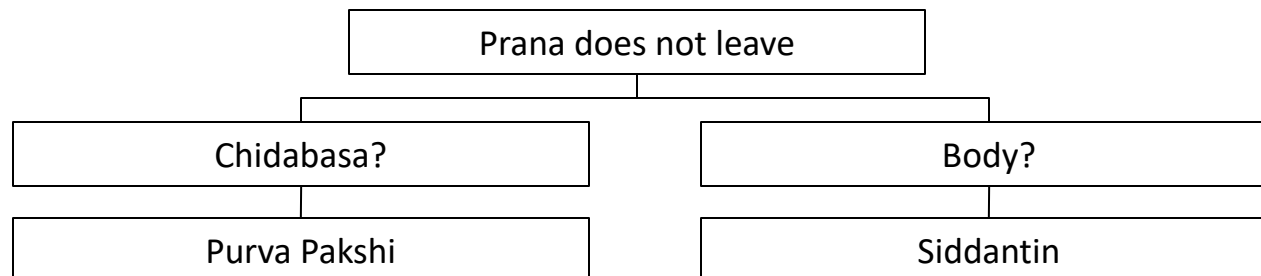 Prana does not leave
Chidabasa?
Body?
Purva Pakshi
Siddantin